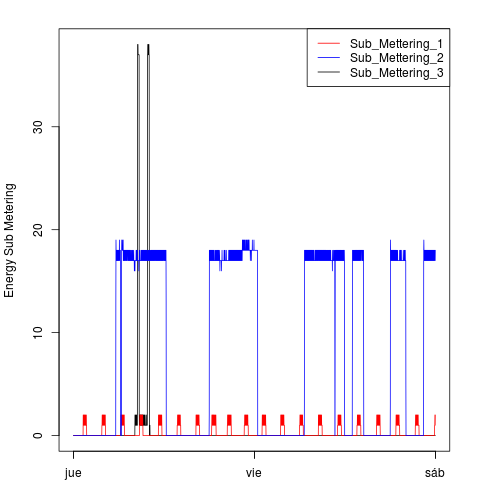 Sub_Mettering_1
Sub_Mettering_2
Sub_Mettering_3
Energy Sub Metering
30
20
10
0
jue vie sáb